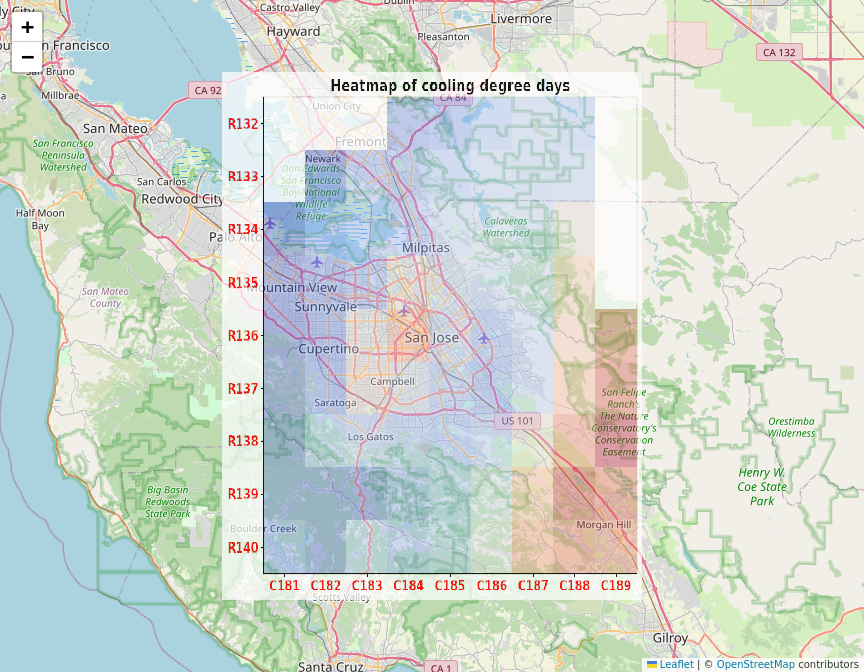 Castro Valley
Dublin
Livermore
Hayward
Pleasanton
San Francisco
+
−
San Bruno
Millbrae
CA 92
CA 132
San Mateo
San Francisco
Peninsula
Watershed
San Carlos
Redwood City
Half Moon
Bay
Palo Alto
San Mateo
County
Heatmap of cooling degree days
Union City
CA 84
Fremont
R132
R133
R134
R135
R136
R137
R138
R139
R140
Newark
Don Edwards
San Francisco
Bay National
Wildlife
Refuge
Calaveras
Watershed
Milpitas
Mountain View
Sunnyvale
San Jose
Cupertino
Campbell
Saratoga
Los Gatos
US 101
San Felipe
Ranch:
The Nature
Conservancy's
Conservation
Easement
Orestimba
Wilderness
Henry W.
Coe State
Park
Big Basin
Redwoods
State Park
Boulder Creek
Morgan Hill
C181 C182 C183 C184 C185 C186 C187 C188 C189
Scotts Valley
Gilroy
Santa Cruz
CA 1
Leaflet | © OpenStreetMap contributors